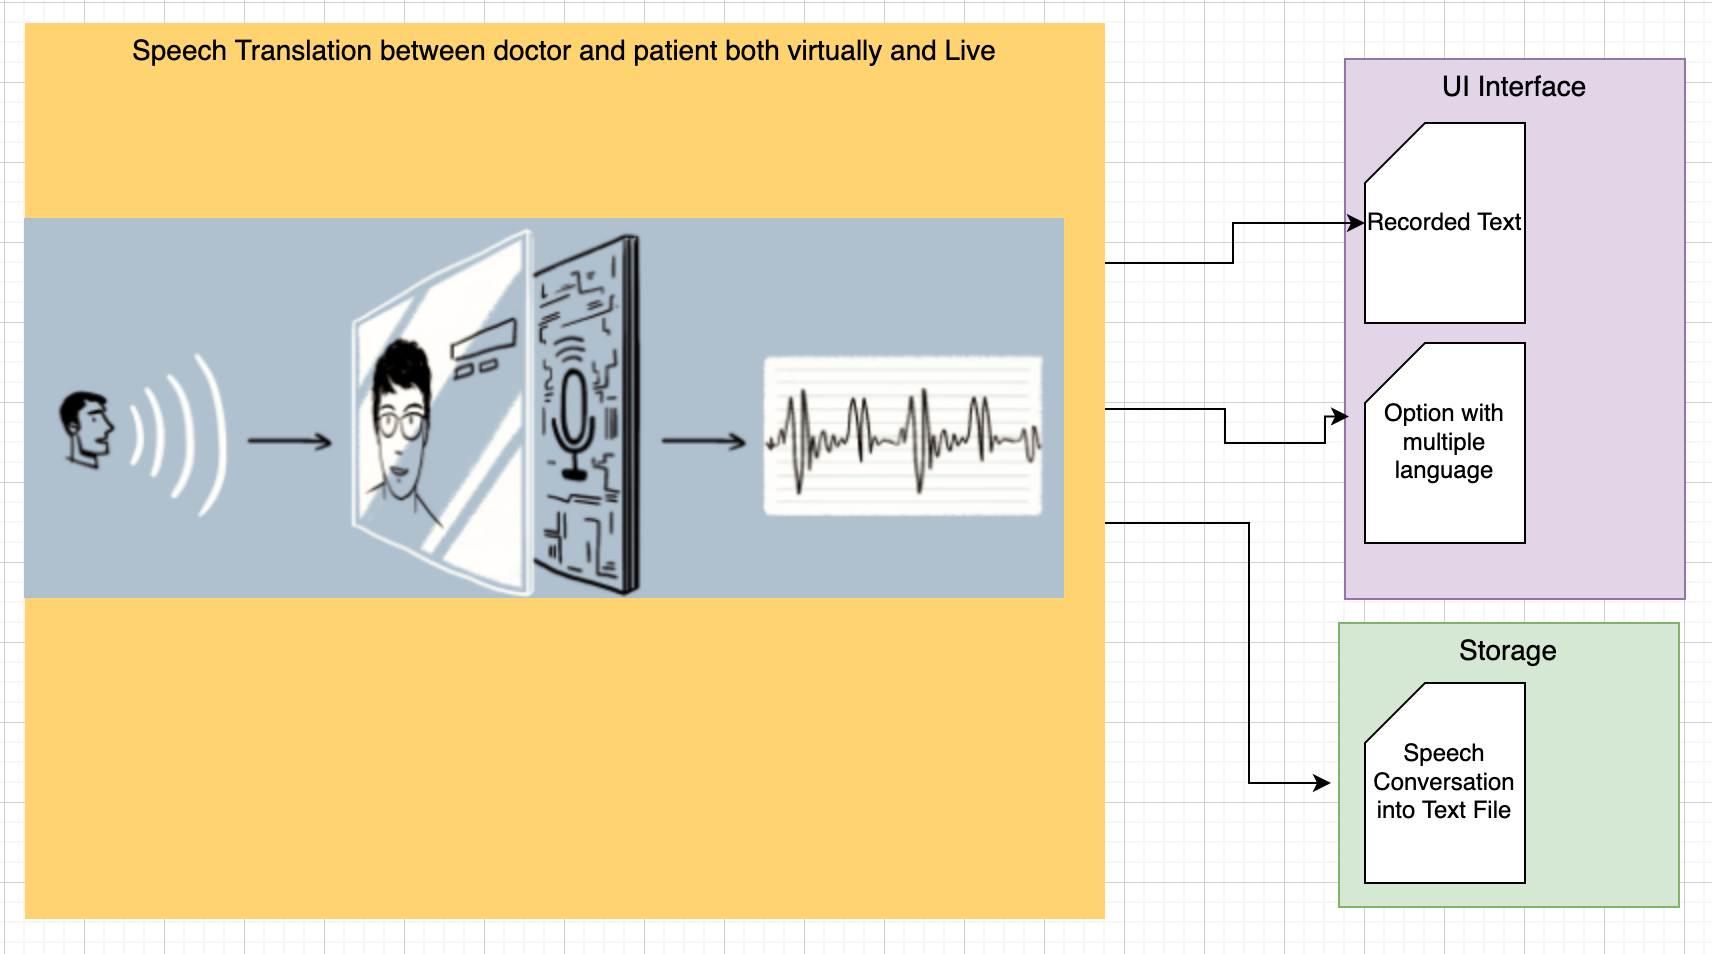 Speech Translation between doctor and patient both virtually and Live
UI Interface
Recorded Text
Option with
multiple
language
Storage
Speech
Conversation
into Text File